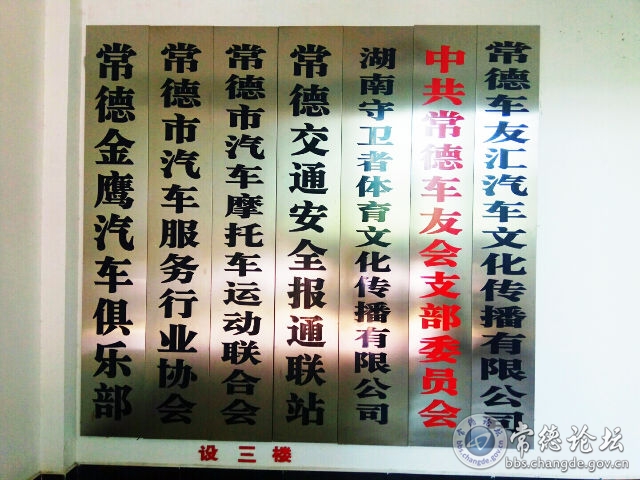 常德金鹰汽车俱乐部
常德市汽车服务行业协会
常德市汽车摩托车运动联合会
常德交通安全报通联站
湖南守卫者体育文化传播有限公司
中共常德车友会支部委员会
常德车友汇汽车文化传播有限公司
设三楼
常德论坛
bbs.changde.gov.cn